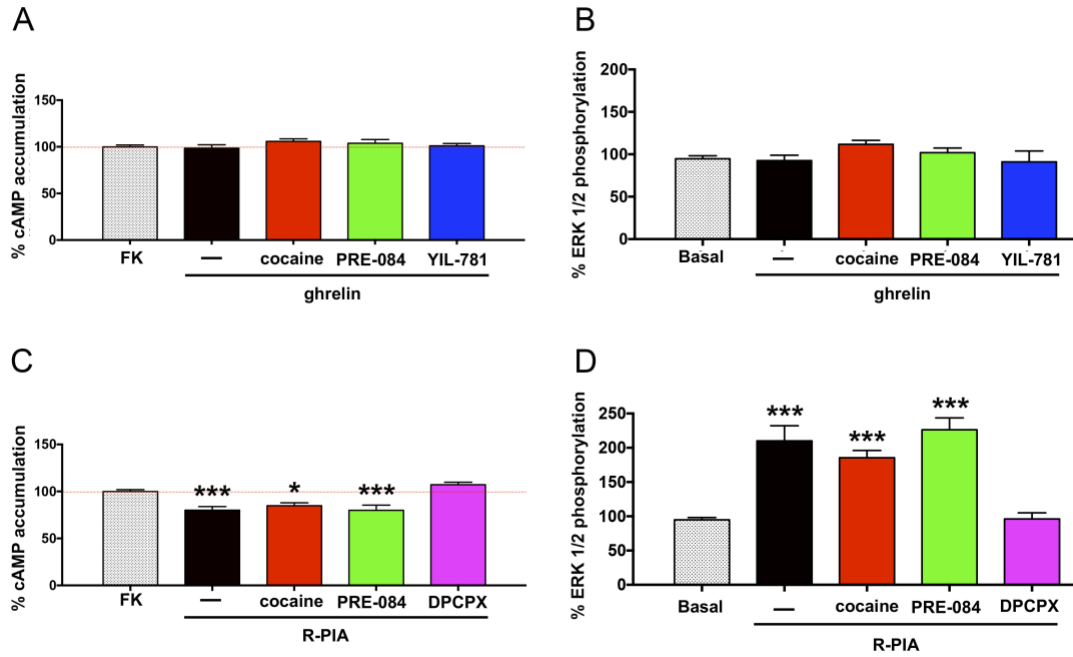 A
% cAMP accumulation
150
100
50
0
FK
—
cocaine
PRE-084
YIL-781
ghrelin
B
% ERK 1/2 phosphorylation
200
150
100
50
0
Basal
—
cocaine
PRE-084
YIL-781
ghrelin
C
% cAMP accumulation
150
100
50
0
***
*
***
FK
—
cocaine
PRE-084
DPCPX
R-PIA
D
% ERK 1/2 phosphorylation
250
200
150
100
50
0
***
***
***
Basal
—
cocaine
PRE-084
DPCPX
R-PIA